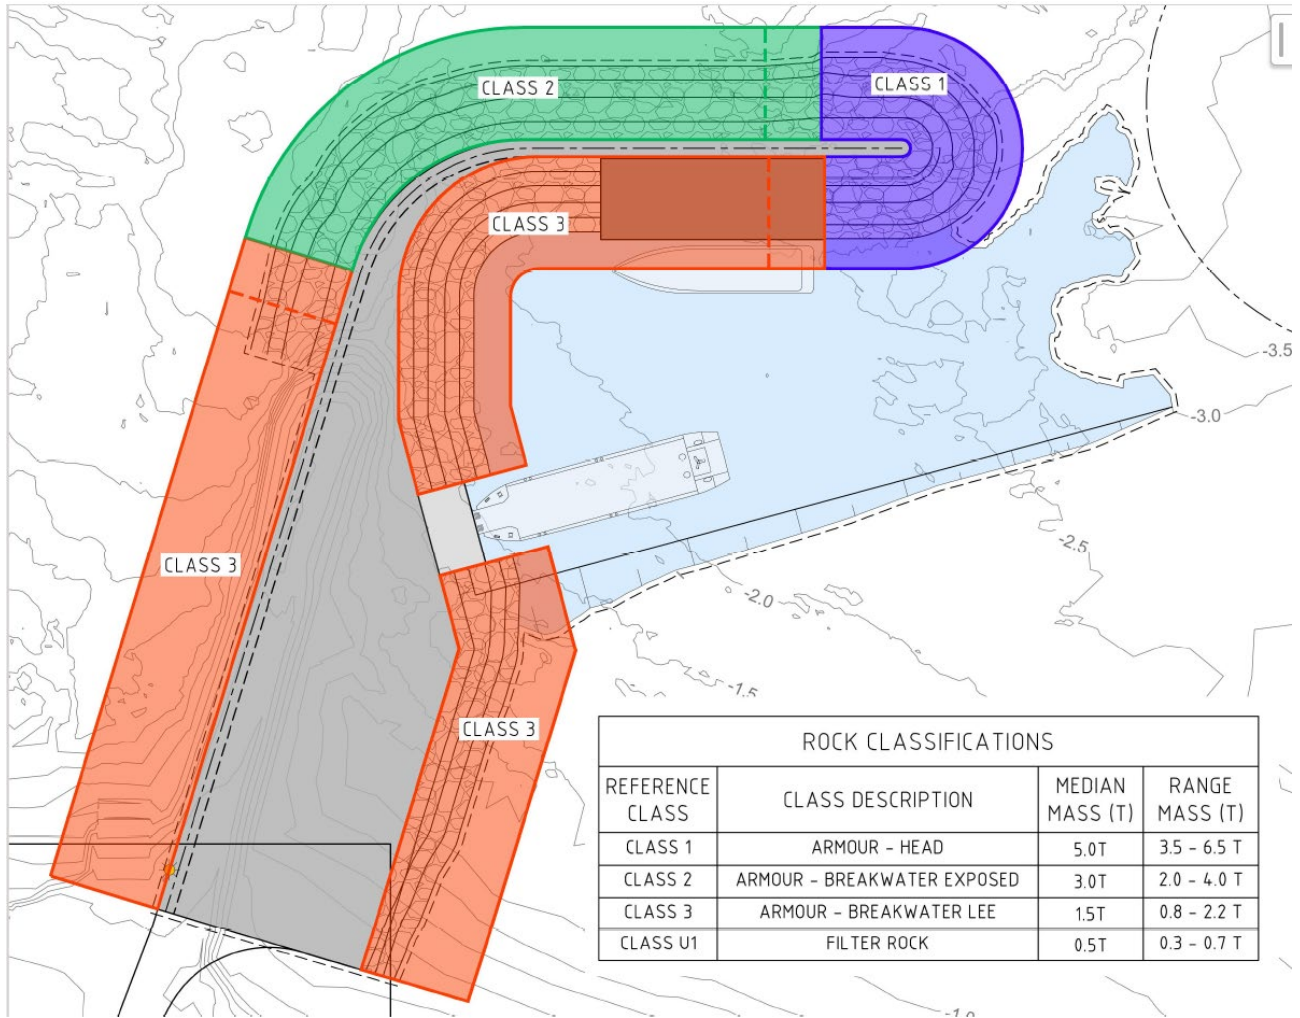 CLASS 2
CLASS 1
CLASS 3
-3.5
-3.0
-2.5
CLASS 3
-2.0
-1.5
CLASS 3
ROCK CLASSIFICATIONS
REFERENCE CLASS CLASS DESCRIPTION MEDIAN MASS (T) RANGE MASS (T)
CLASS 1 ARMOUR - HEAD 5.0T 3.5 - 6.5 T
CLASS 2 ARMOUR - BREAKWATER EXPOSED 3.0T 2.0 - 4.0 T
CLASS 3 ARMOUR - BREAKWATER LEE 1.5T 0.8 - 2.2 T
CLASS U1 FILTER ROCK 0.5T 0.3 - 0.7 T
-1.0